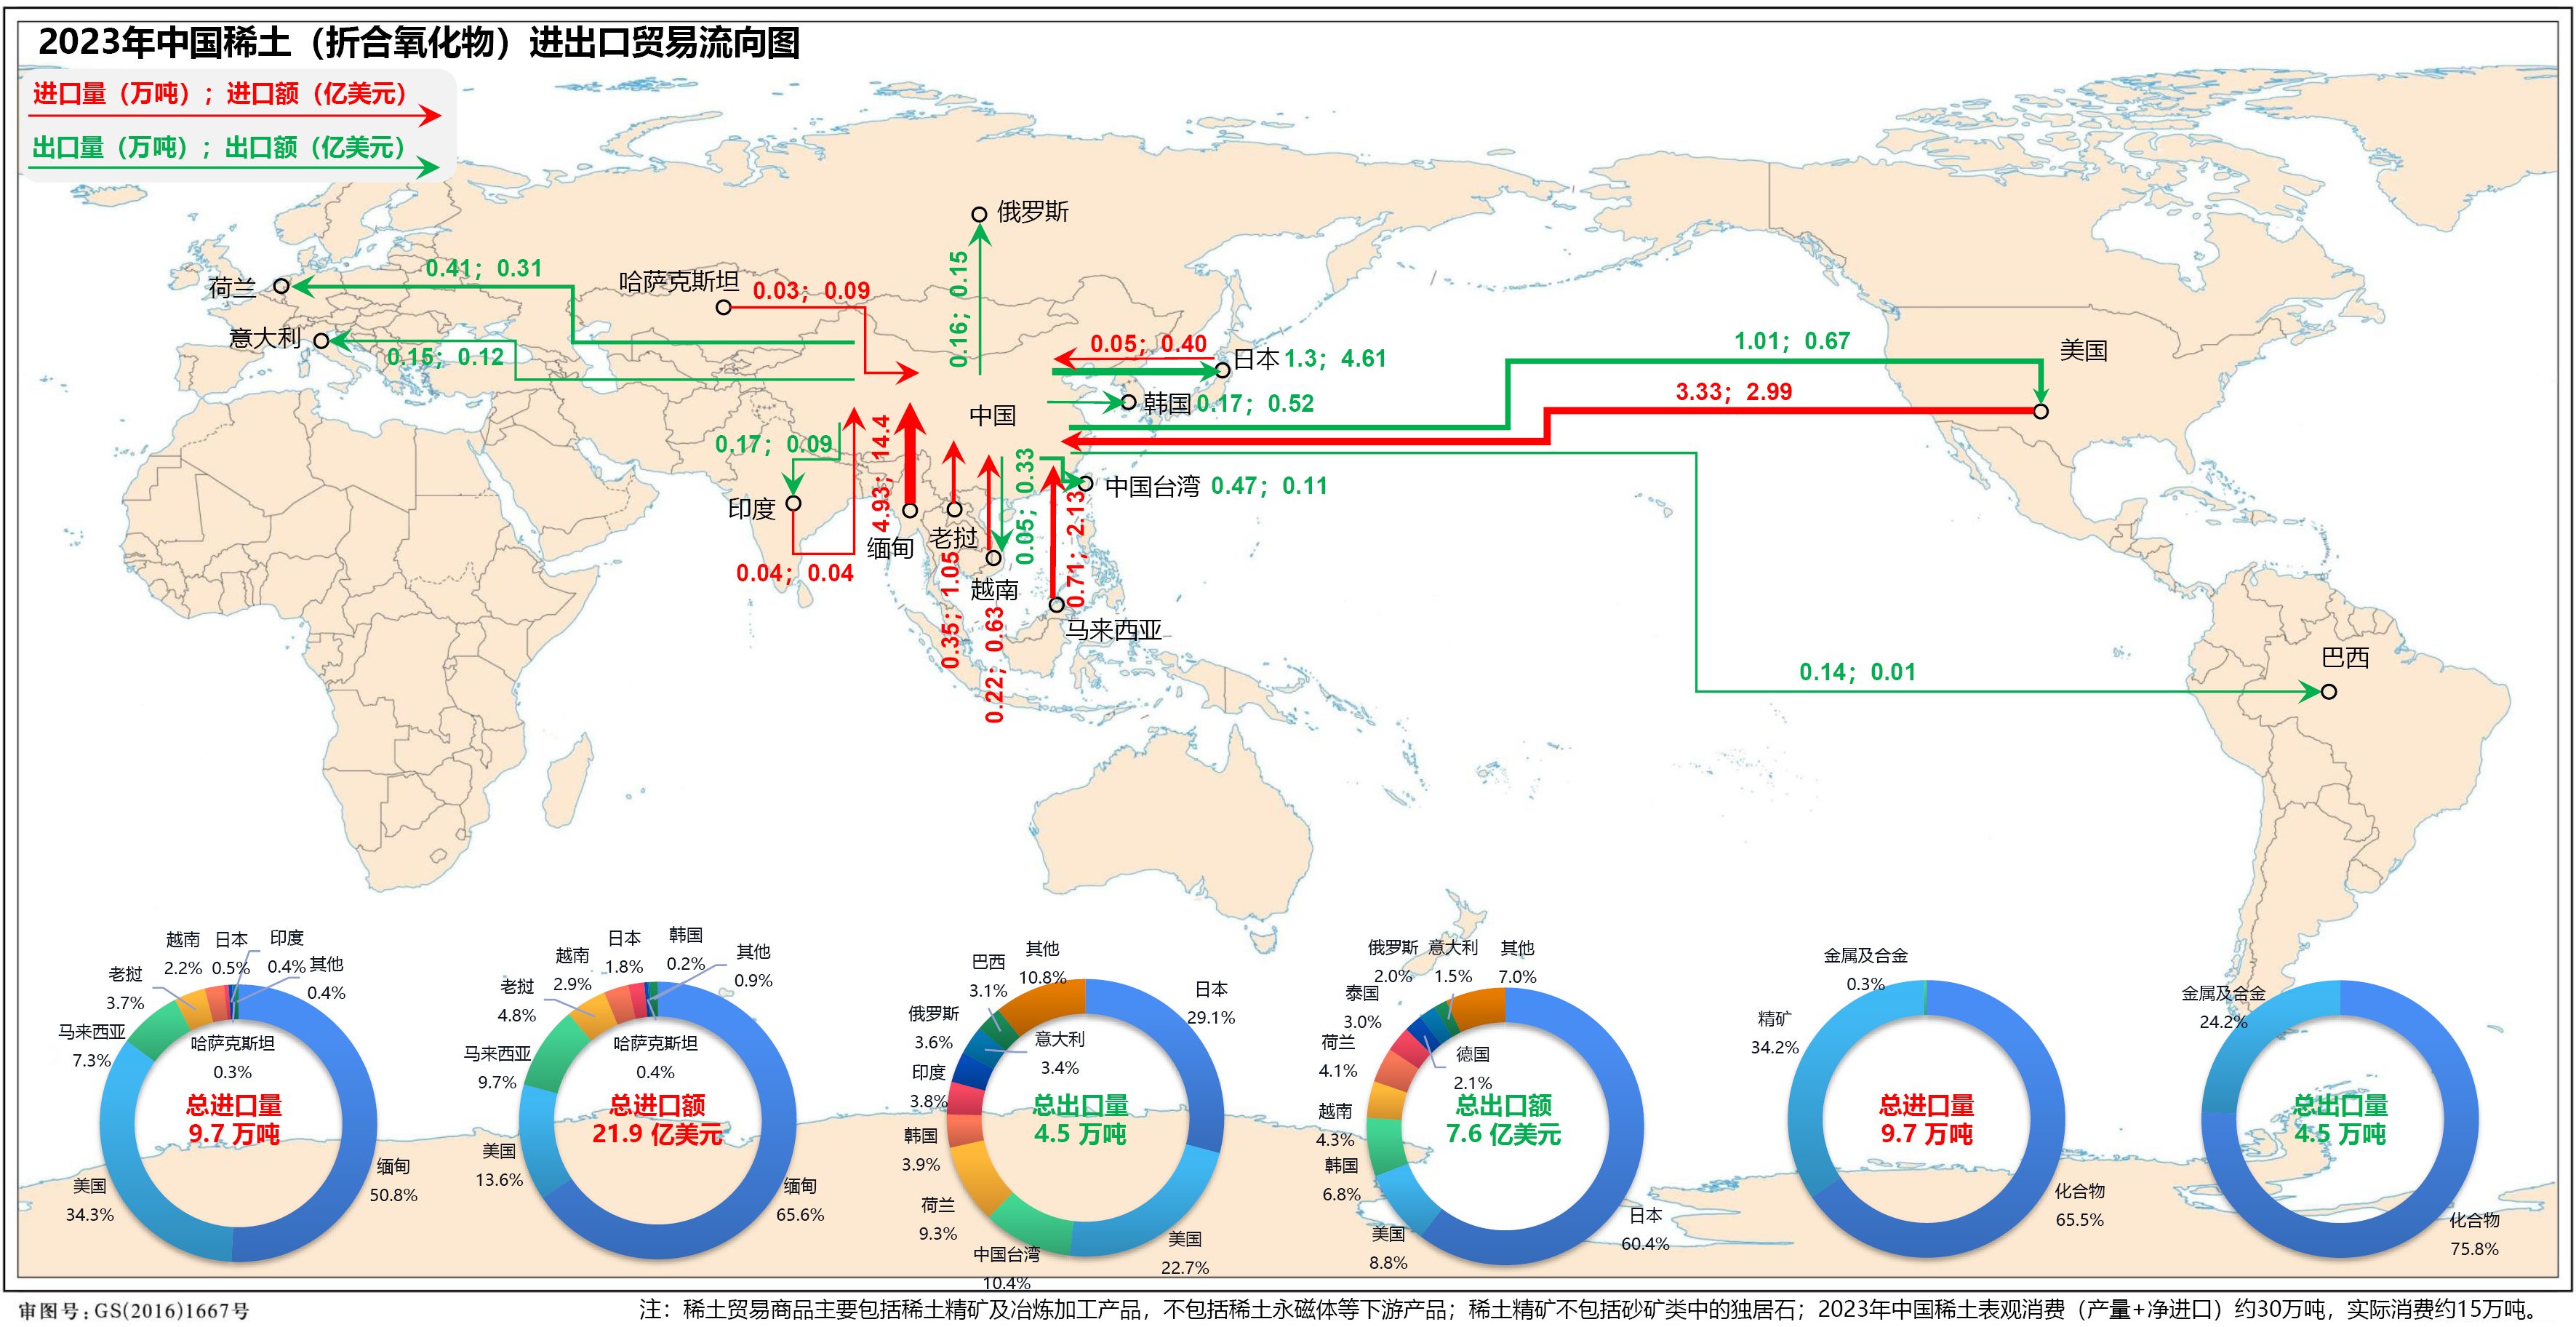 2023年中国稀土（折合氧化物）进出口贸易流向图
进口量（万吨）；进口额（亿美元）
出口量（万吨）；出口额（亿美元）
俄罗斯
0.16；0.15
荷兰
0.41；0.31
哈萨克斯坦
0.03；0.09
意大利
0.15；0.12
0.05；0.40
日本
1.3；4.61
1.01；0.67
美国
3.33；2.99
韩国
0.17；0.52
中国
0.17；0.09
印度
0.04；0.04
4.93；14.4
缅甸
老挝
0.35；1.05
越南
0.22；0.63
0.05；0.33
中国台湾
0.47；0.11
0.71；2.13
马来西亚
巴西
0.14；0.01
越南
2.2%
日本
0.5%
印度
0.4%
其他
0.4%
老挝
3.7%
马来西亚
7.3%
哈萨克斯坦
0.3%
总进口量
9.7 万吨
缅甸
50.8%
美国
34.3%
日本
1.8%
韩国
0.2%
其他
0.9%
越南
2.9%
老挝
4.8%
马来西亚
9.7%
哈萨克斯坦
0.4%
总进口额
21.9 亿美元
美国
13.6%
缅甸
65.6%
其他
10.8%
巴西
3.1%
日本
29.1%
俄罗斯
3.6%
意大利
3.4%
印度
3.8%
总出口量
4.5 万吨
韩国
3.9%
荷兰
9.3%
中国台湾
10.4%
美国
22.7%
俄罗斯
2.0%
意大利
1.5%
其他
7.0%
泰国
3.0%
荷兰
4.1%
德国
2.1%
越南
4.3%
总出口额
7.6 亿美元
韩国
6.8%
美国
8.8%
日本
60.4%
金属及合金
0.3%
精矿
34.2%
总进口量
9.7 万吨
化合物
65.5%
金属及合金
24.2%
总出口量
4.5 万吨
化合物
75.8%
审图号:GS(2016)1667号
注：稀土贸易商品主要包括稀土精矿及冶炼加工产品，不包括稀土永磁体等下游产品；稀土精矿不包括砂矿类中的独居石；2023年中国稀土表观消费（产量+净进口）约30万吨，实际消费约15万吨。